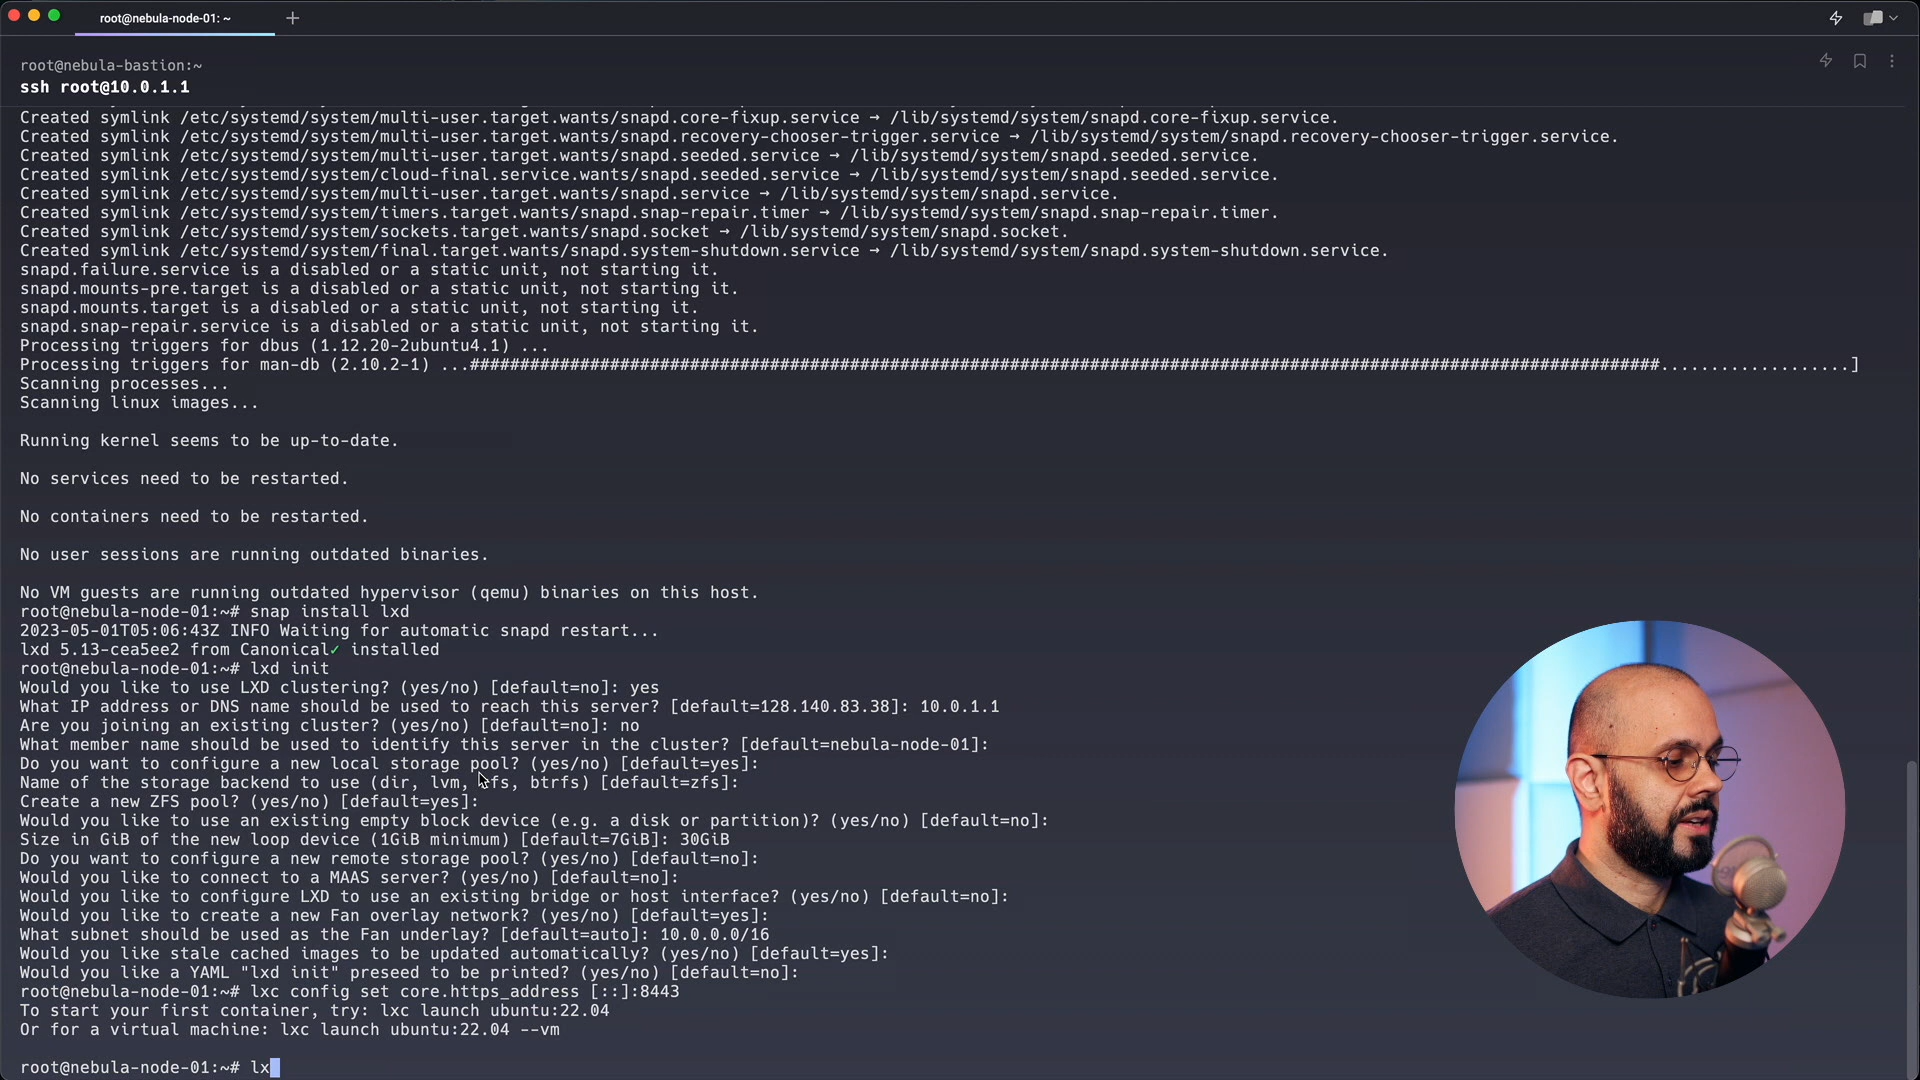 root@nebula-node-01: ~
root@nebula-bastion:~
ssh root@10.0.1.1
Created symlink /etc/systemd/system/multi-user.target.wants/snapd.core-fixup.service → /lib/systemd/system/snapd.core-fixup.service.
Created symlink /etc/systemd/system/multi-user.target.wants/snapd.recovery-chooser-trigger.service → /lib/systemd/system/snapd.recovery-chooser-trigger.service.
Created symlink /etc/systemd/system/multi-user.target.wants/snapd.seeded.service → /lib/systemd/system/snapd.seeded.service.
Created symlink /etc/systemd/system/cloud-final.service.wants/snapd.seeded.service → /lib/systemd/system/snapd.seeded.service.
Created symlink /etc/systemd/system/multi-user.target.wants/snapd.service → /lib/systemd/system/snapd.service.
Created symlink /etc/systemd/system/timers.target.wants/snapd.snap-repair.timer → /lib/systemd/system/snapd.snap-repair.timer.
Created symlink /etc/systemd/system/sockets.target.wants/snapd.socket → /lib/systemd/system/snapd.socket.
Created symlink /etc/systemd/system/final.target.wants/snapd.system-shutdown.service → /lib/systemd/system/snapd.system-shutdown.service.
snapd.failure.service is a disabled or a static unit, not starting it.
snapd.mounts-pre.target is a disabled or a static unit, not starting it.
snapd.mounts.target is a disabled or a static unit, not starting it.
snapd.snap-repair.service is a disabled or a static unit, not starting it.
Processing triggers for dbus (1.12.20-2ubuntu4.1) ...
Processing triggers for man-db (2.10.2-1) ...#######################################################################################################################...................]
Scanning processes...
Scanning linux images...
Running kernel seems to be up-to-date.
No services need to be restarted.
No containers need to be restarted.
No user sessions are running outdated binaries.
No VM guests are running outdated hypervisor (qemu) binaries on this host.
root@nebula-node-01:~# snap install lxd
2023-05-01T05:06:43Z INFO Waiting for automatic snapd restart...
lxd 5.13-cea5ee2 from Canonical✓ installed
root@nebula-node-01:~# lxd init
Would you like to use LXD clustering? (yes/no) [default=no]: yes
What IP address or DNS name should be used to reach this server? [default=128.140.83.38]: 10.0.1.1
Are you joining an existing cluster? (yes/no) [default=no]: no
What member name should be used to identify this server in the cluster? [default=nebula-node-01]:
Do you want to configure a new local storage pool? (yes/no) [default=yes]:
Name of the storage backend to use (dir, lvm, zfs, btrfs) [default=zfs]:
Create a new ZFS pool? (yes/no) [default=yes]:
Would you like to use an existing empty block device (e.g. a disk or partition)? (yes/no) [default=no]:
Size in GiB of the new loop device (1GiB minimum) [default=7GiB]: 30GiB
Do you want to configure a new remote storage pool? (yes/no) [default=no]:
Would you like to connect to a MAAS server? (yes/no) [default=no]:
Would you like to configure LXD to use an existing bridge or host interface? (yes/no) [default=no]:
Would you like to create a new Fan overlay network? (yes/no) [default=yes]:
What subnet should be used as the Fan underlay? [default=auto]: 10.0.0.0/16
Would you like stale cached images to be updated automatically? (yes/no) [default=yes]:
Would you like a YAML "lxd init" preseed to be printed? (yes/no) [default=no]:
root@nebula-node-01:~# lxc config set core.https_address [::]:8443
To start your first container, try: lxc launch ubuntu:22.04
Or for a virtual machine: lxc launch ubuntu:22.04 --vm
root@nebula-node-01:~# lx